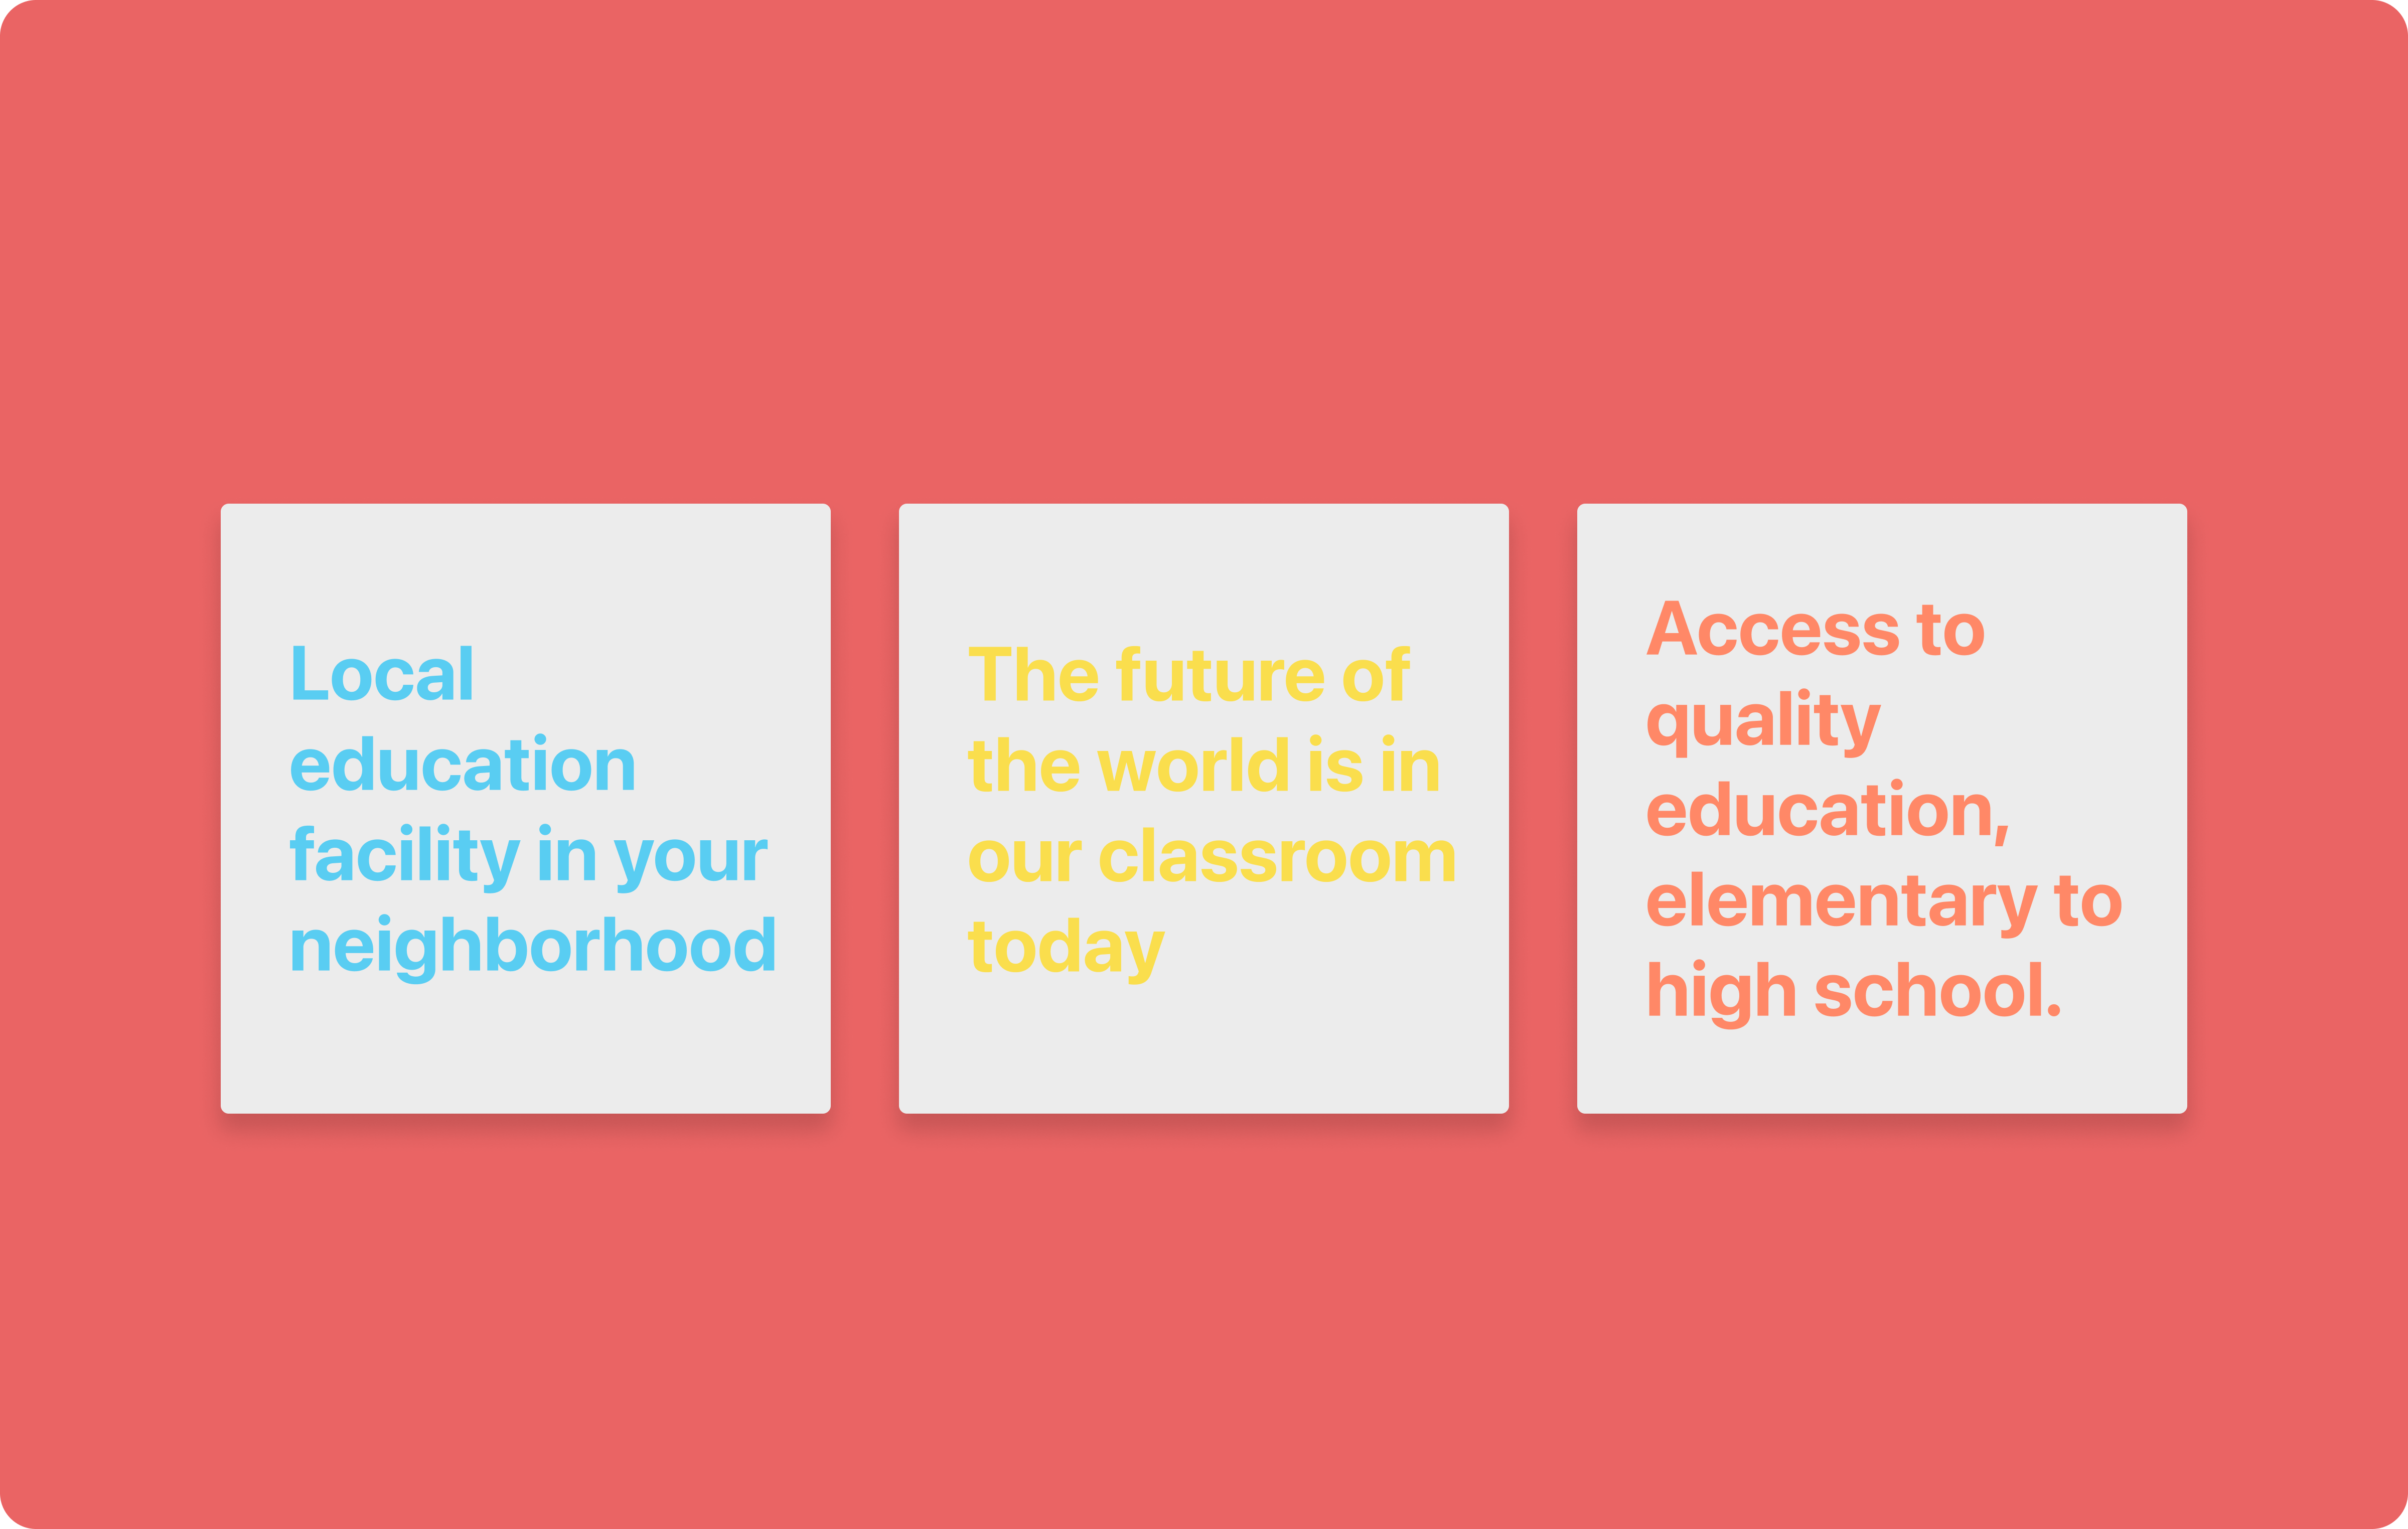 Local
education
facility in your
neighborhood
The future of
the world is in
our classroom
today
Access to
quality
education,
elementary to
high school.